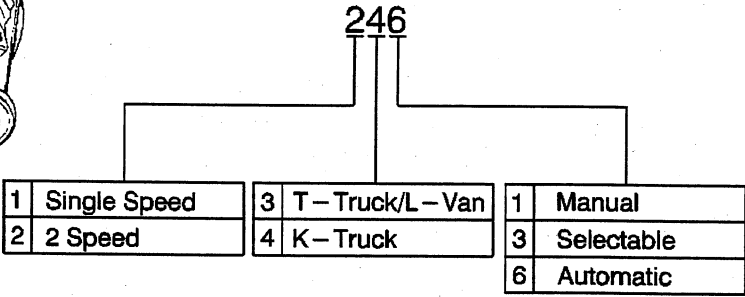 246
1 Single Speed
2 2 Speed
3 T-Truck/L-Van
4 K-Truck
1 Manual
3 Selectable
6 Automatic